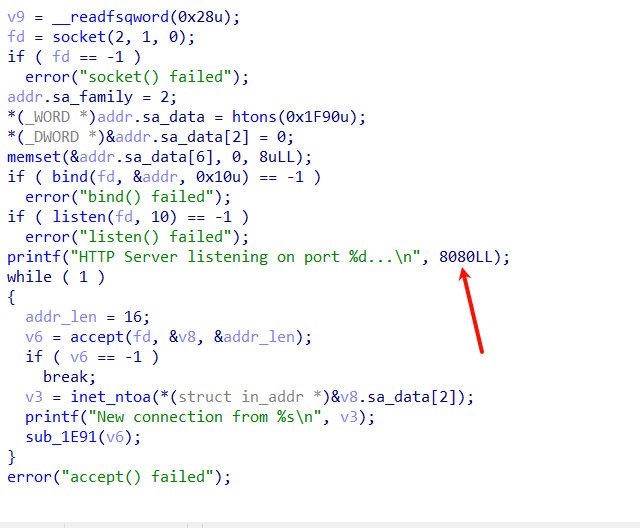 v9 = __readfsqword(0x28u);
fd = socket(2, 1, 0);
if ( fd == -1 )
  error("socket() failed");
addr.sa_family = 2;
*(_WORD *)addr.sa_data = htons(0x1F90u);
*(_DWORD *)&addr.sa_data[2] = 0;
memset(&addr.sa_data[6], 0, 8uLL);
if ( bind(fd, &addr, 0x10u) == -1 )
  error("bind() failed");
if ( listen(fd, 10) == -1 )
  error("listen() failed");
printf("HTTP Server listening on port %d...\n", 8080LL);
while ( 1 )
{
  addr_len = 16;
  v6 = accept(fd, &v8, &addr_len);
  if ( v6 == -1 )
    break;
  v3 = inet_ntoa(*(struct in_addr *)&v8.sa_data[2]);
  printf("New connection from %s\n", v3);
  sub_1E91(v6);
}
error("accept() failed");